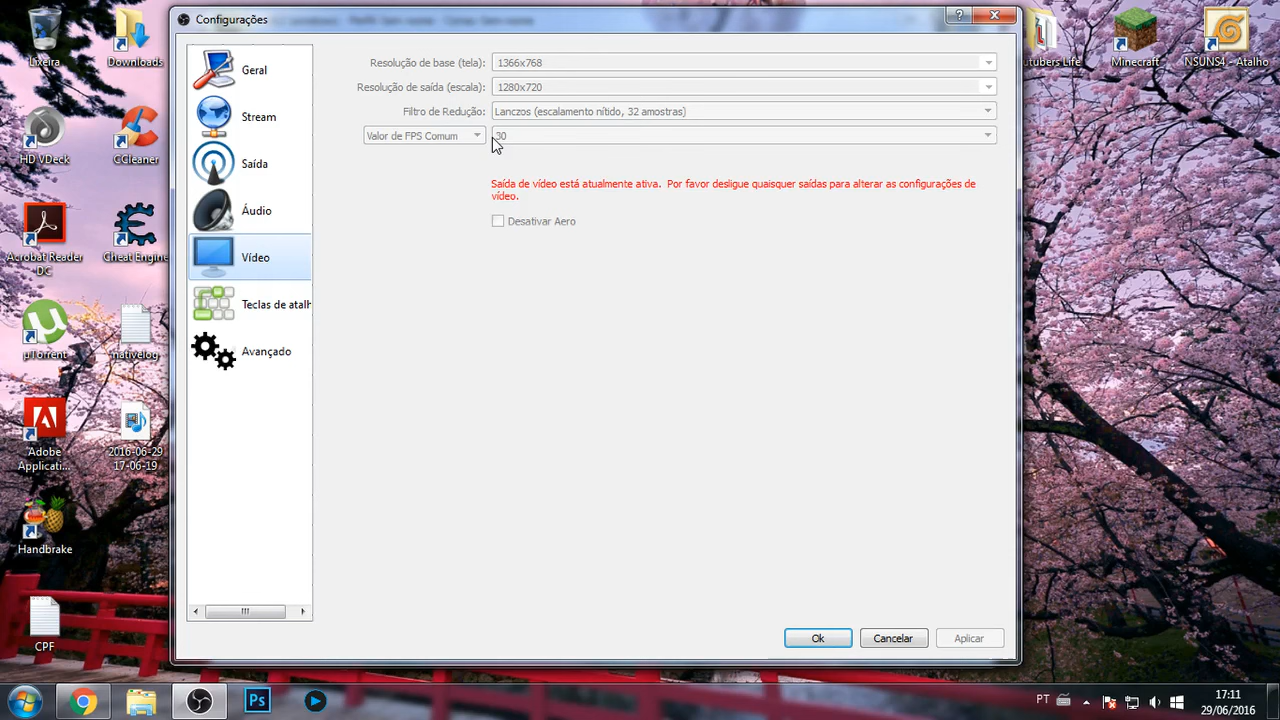 Configurações
Lixeira
Downloads
utubers Life
Minecraft
NSUNS4 - Atalho
Geral
Resolução de base (tela):
1366x768
Resolução de saída (escala):
1280x720
Stream
Filtro de Redução:
Lanczos (escalamento nítido, 32 amostras)
Valor de FPS Comum
30
HD VDeck
CCleaner
Saída
Saída de vídeo está atualmente ativa. Por favor desligue quaisquer saídas para alterar as configurações de
vídeo.
Áudio
Desativar Aero
Acrobat Reader
DC
Cheat Engine
Vídeo
Teclas de atalh
µTorrent
nativelog
Avançado
Adobe
Applicati...
2016-06-29
17-06-19
Handbrake
CPF
Ok
Cancelar
Aplicar
Ps
PT
17:11
29/06/2016